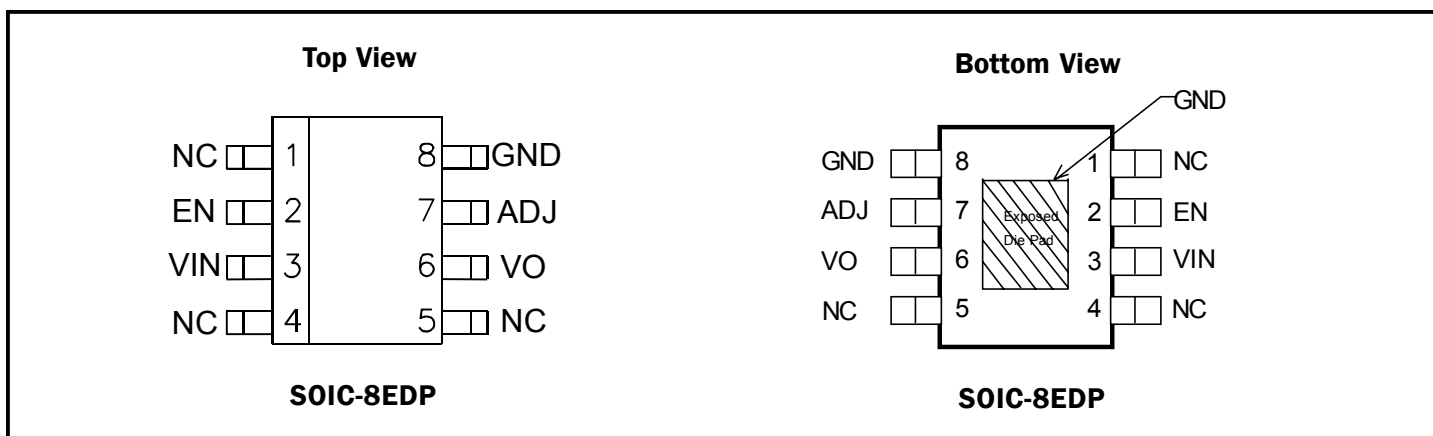 Top View
NC 1 8 GND
EN 2 7 ADJ
VIN 3 6 VO
NC 4 5 NC
SOIC-8EDP
Bottom View
GND
GND 8 1 NC
ADJ 7 2 EN
VO 6 3 VIN
NC 5 4 NC
Exposed
Die Pad
SOIC-8EDP